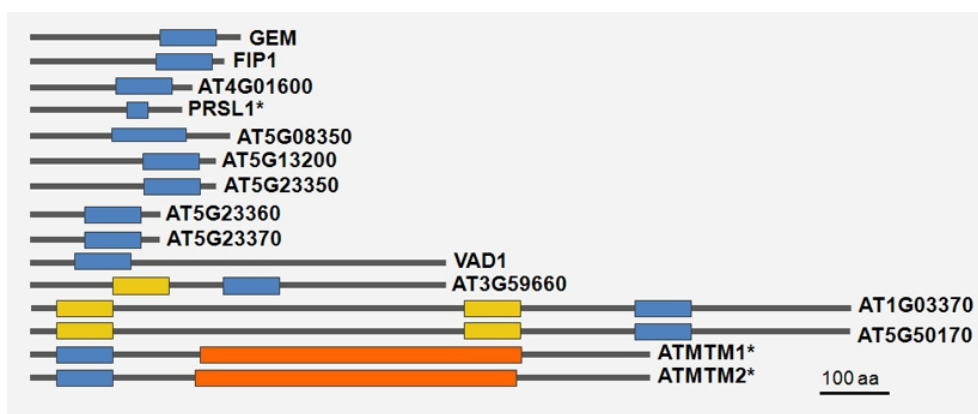 GEM
FIP1
AT4G01600
PRSL1*
AT5G08350
AT5G13200
AT5G23350
AT5G23360
AT5G23370
VAD1
AT3G59660
AT1G03370
AT5G50170
ATMTM1*
ATMTM2*
100 aa